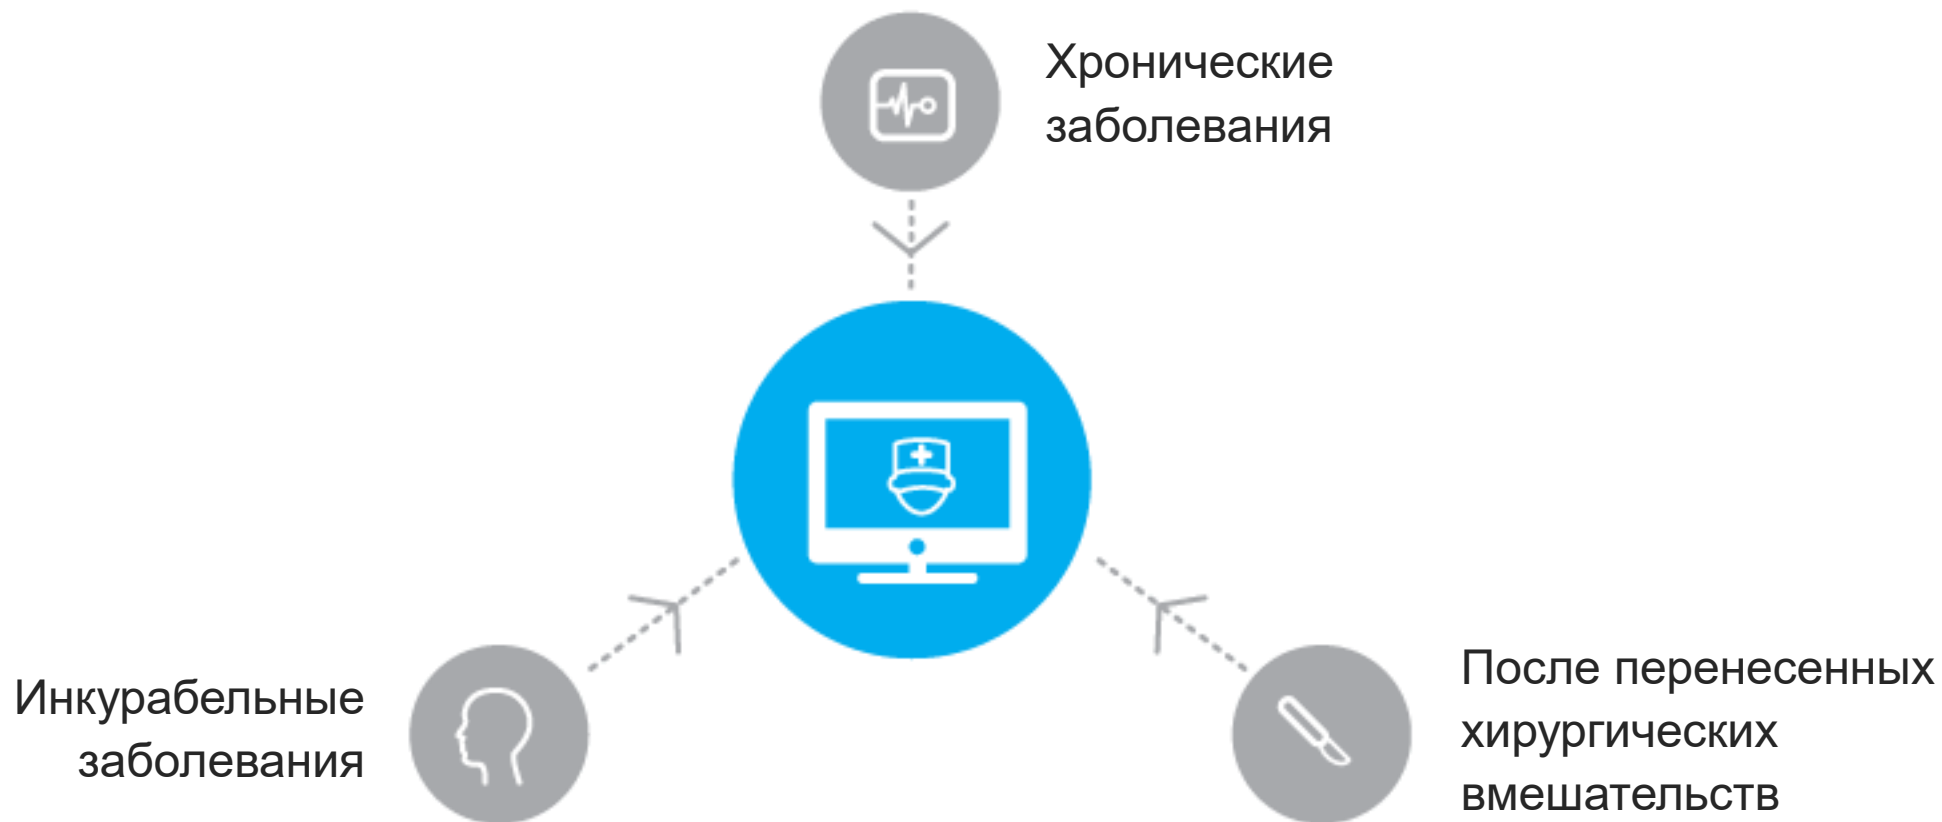 Хронические
заболевания
Инкурабельные
заболевания
После перенесенных
хирургических
вмешательств